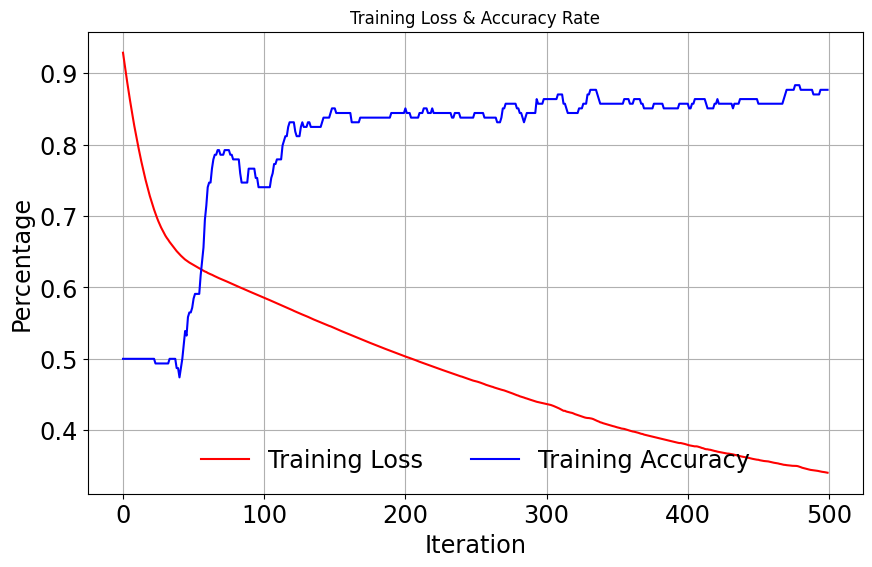 Training Loss & Accuracy Rate
Percentage
0.9
0.8
0.7
0.6
0.5
0.4
Training Loss Training Accuracy
0 100 200 300 400 500
Iteration